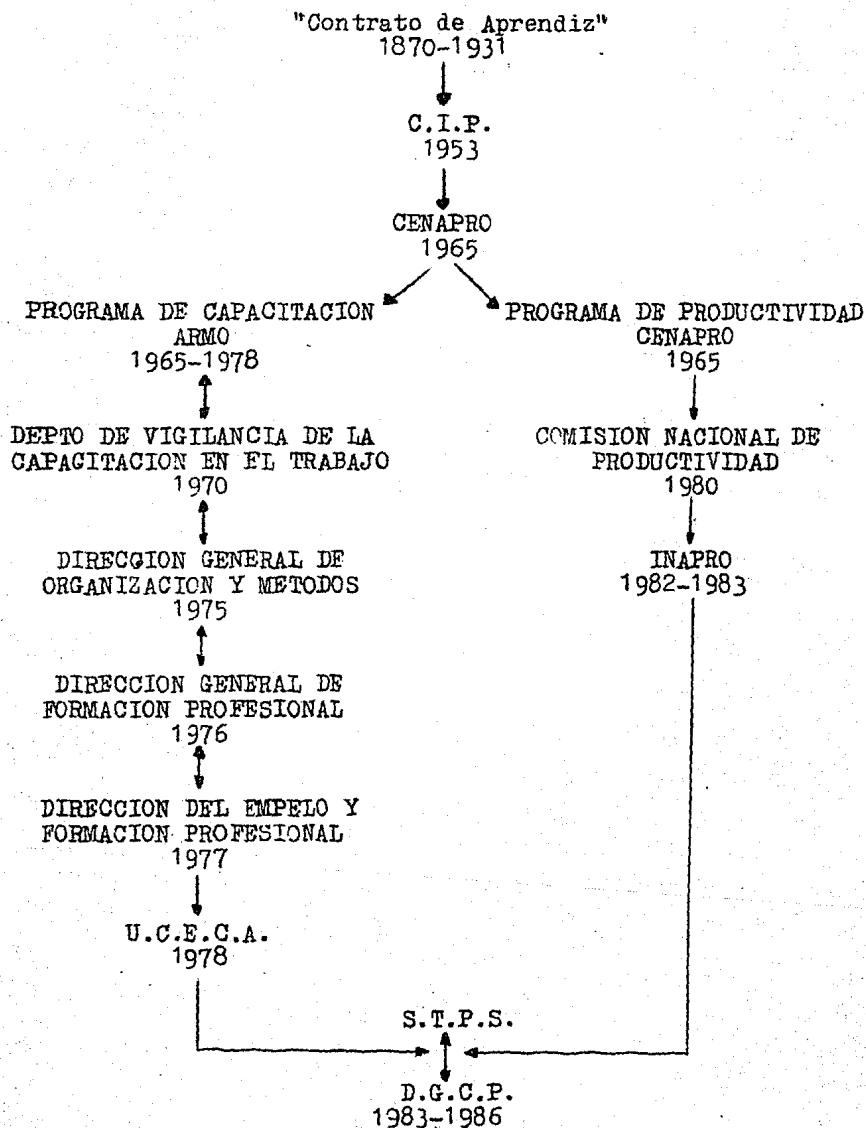 "Contrato de Aprendiz"
1870-1931
C.I.P.
1953
CENAPRO
1965
PROGRAMA DE CAPACITACION
ARMO
1965-1978
DEPTO DE VIGILANCIA DE LA
CAPACITACION EN EL TRABAJO
1970
DIRECCION GENERAL DE
ORGANIZACION Y METODOS
1975
DIRECCION GENERAL DE
FORMACION PROFESIONAL
1976
DIRECCION DEL EMPELO Y
FORMACION PROFESIONAL
1977
U.C.E.C.A.
1978
PROGRAMA DE PRODUCTIVIDAD
CENAPRO
1965
COMISION NACIONAL DE
PRODUCTIVIDAD
1980
INAPRO
1982-1983
S.T.P.S.
D.G.C.P.
1983-1986